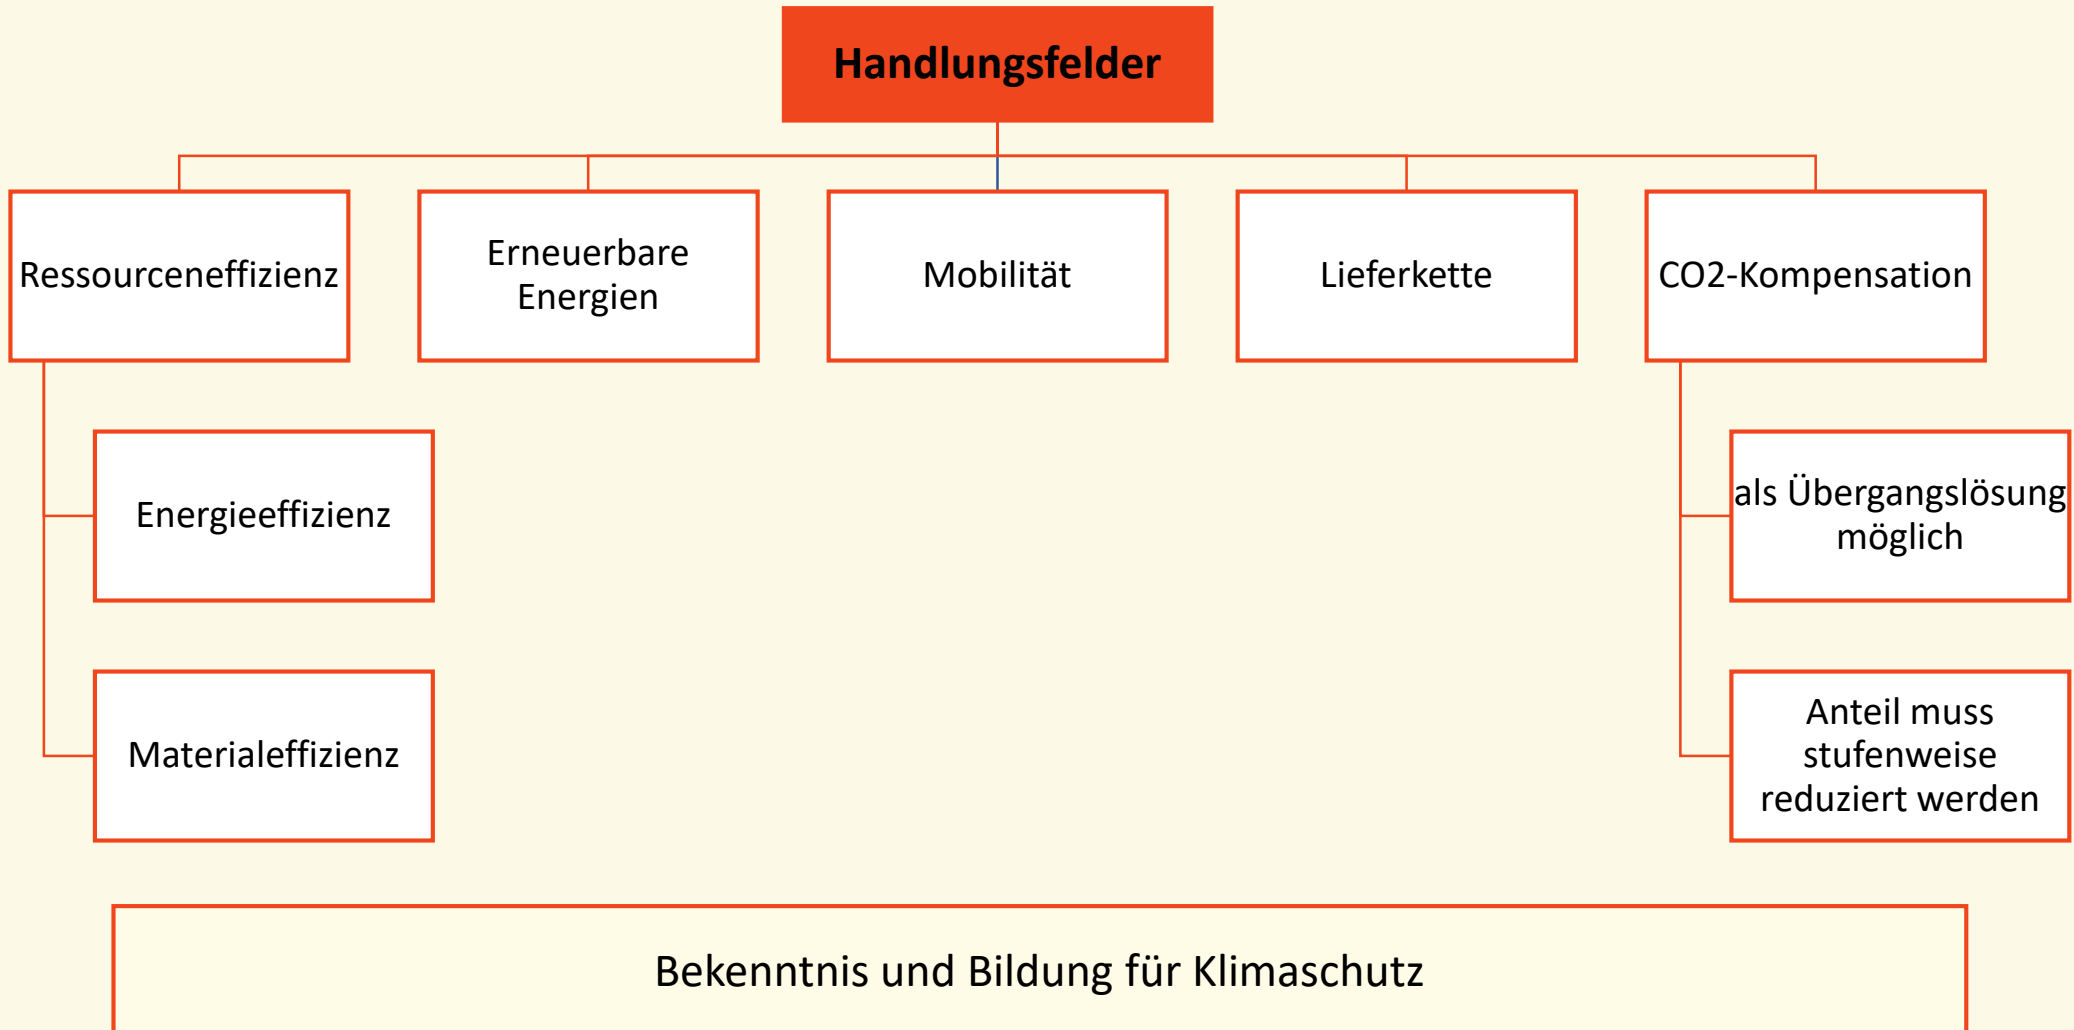 Handlungsfelder
Ressourceneffizienz
Erneuerbare
Energien
Mobilität
Lieferkette
CO2-Kompensation
Energieeffizienz
als Übergangslösung
möglich
Materialeffizienz
Anteil muss
stufenweise
reduziert werden
Bekenntnis und Bildung für Klimaschutz